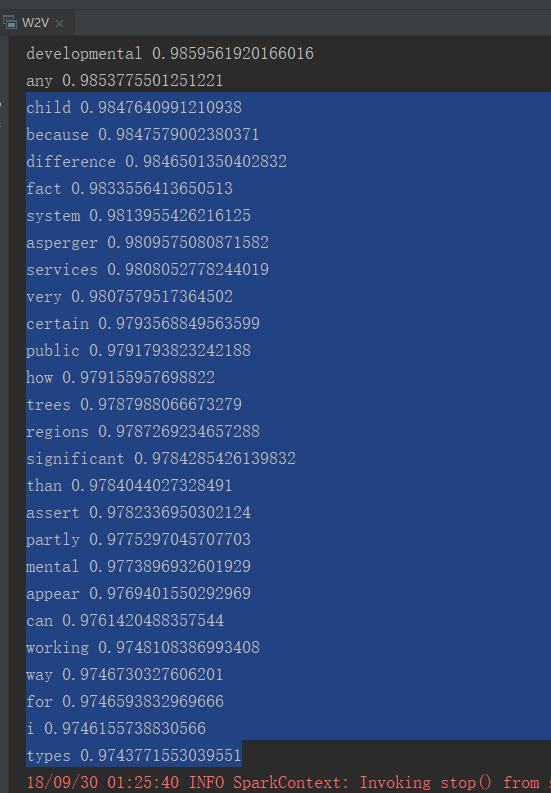 W2V
developmental 0.9859561920166016
any 0.9853775501251221
child 0.9847640991210938
because 0.9847579002380371
difference 0.9846501350402832
fact 0.9833556413650513
system 0.9813955426216125
asperger 0.9809575080871582
services 0.9808052778244019
very 0.9807579517364502
certain 0.9793568849563599
public 0.9791793823242188
how 0.979155957698822
trees 0.9787988066673279
regions 0.9787269234657288
significant 0.9784285426139832
than 0.9784044027328491
assert 0.9782336950302124
partly 0.9775297045707703
mental 0.9773896932601929
appear 0.9769401550292969
can 0.9761420488357544
working 0.9748108386993408
way 0.9746730327606201
for 0.9746593832969666
i 0.9746155738830566
types 0.9743771553039551
18/09/30 01:25:40 INFO SparkContext: Invoking stop() from